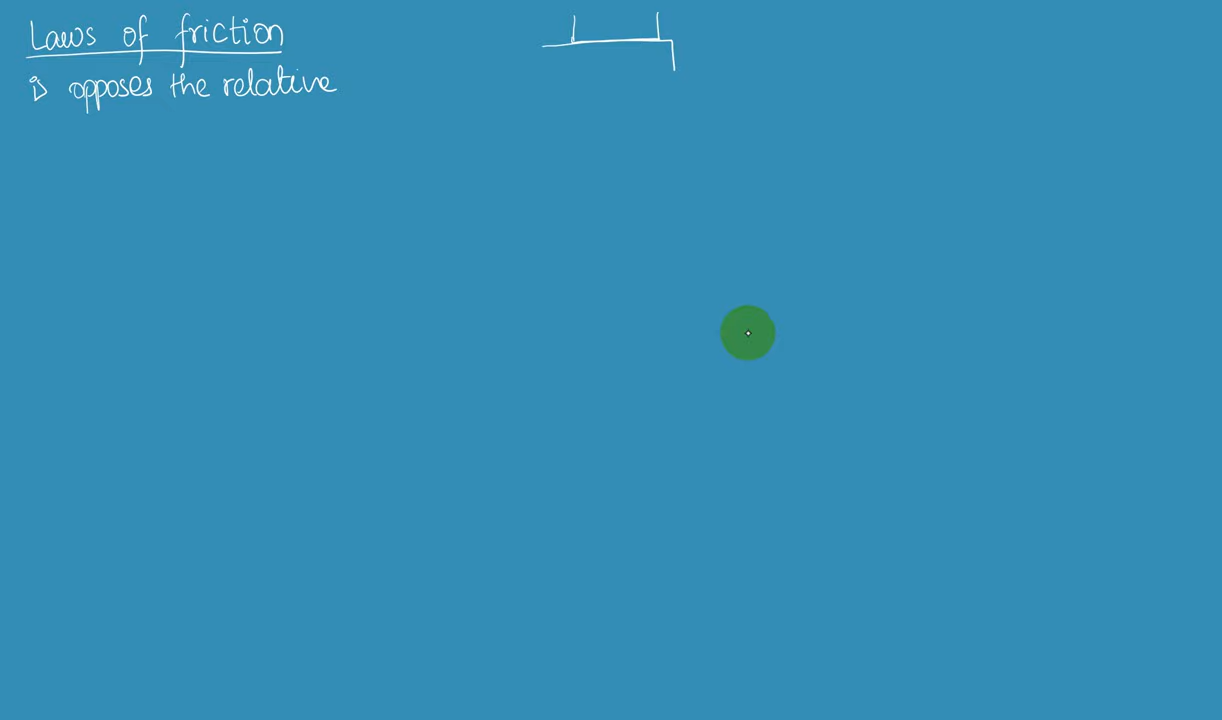 Laws of friction
i) opposes the relative